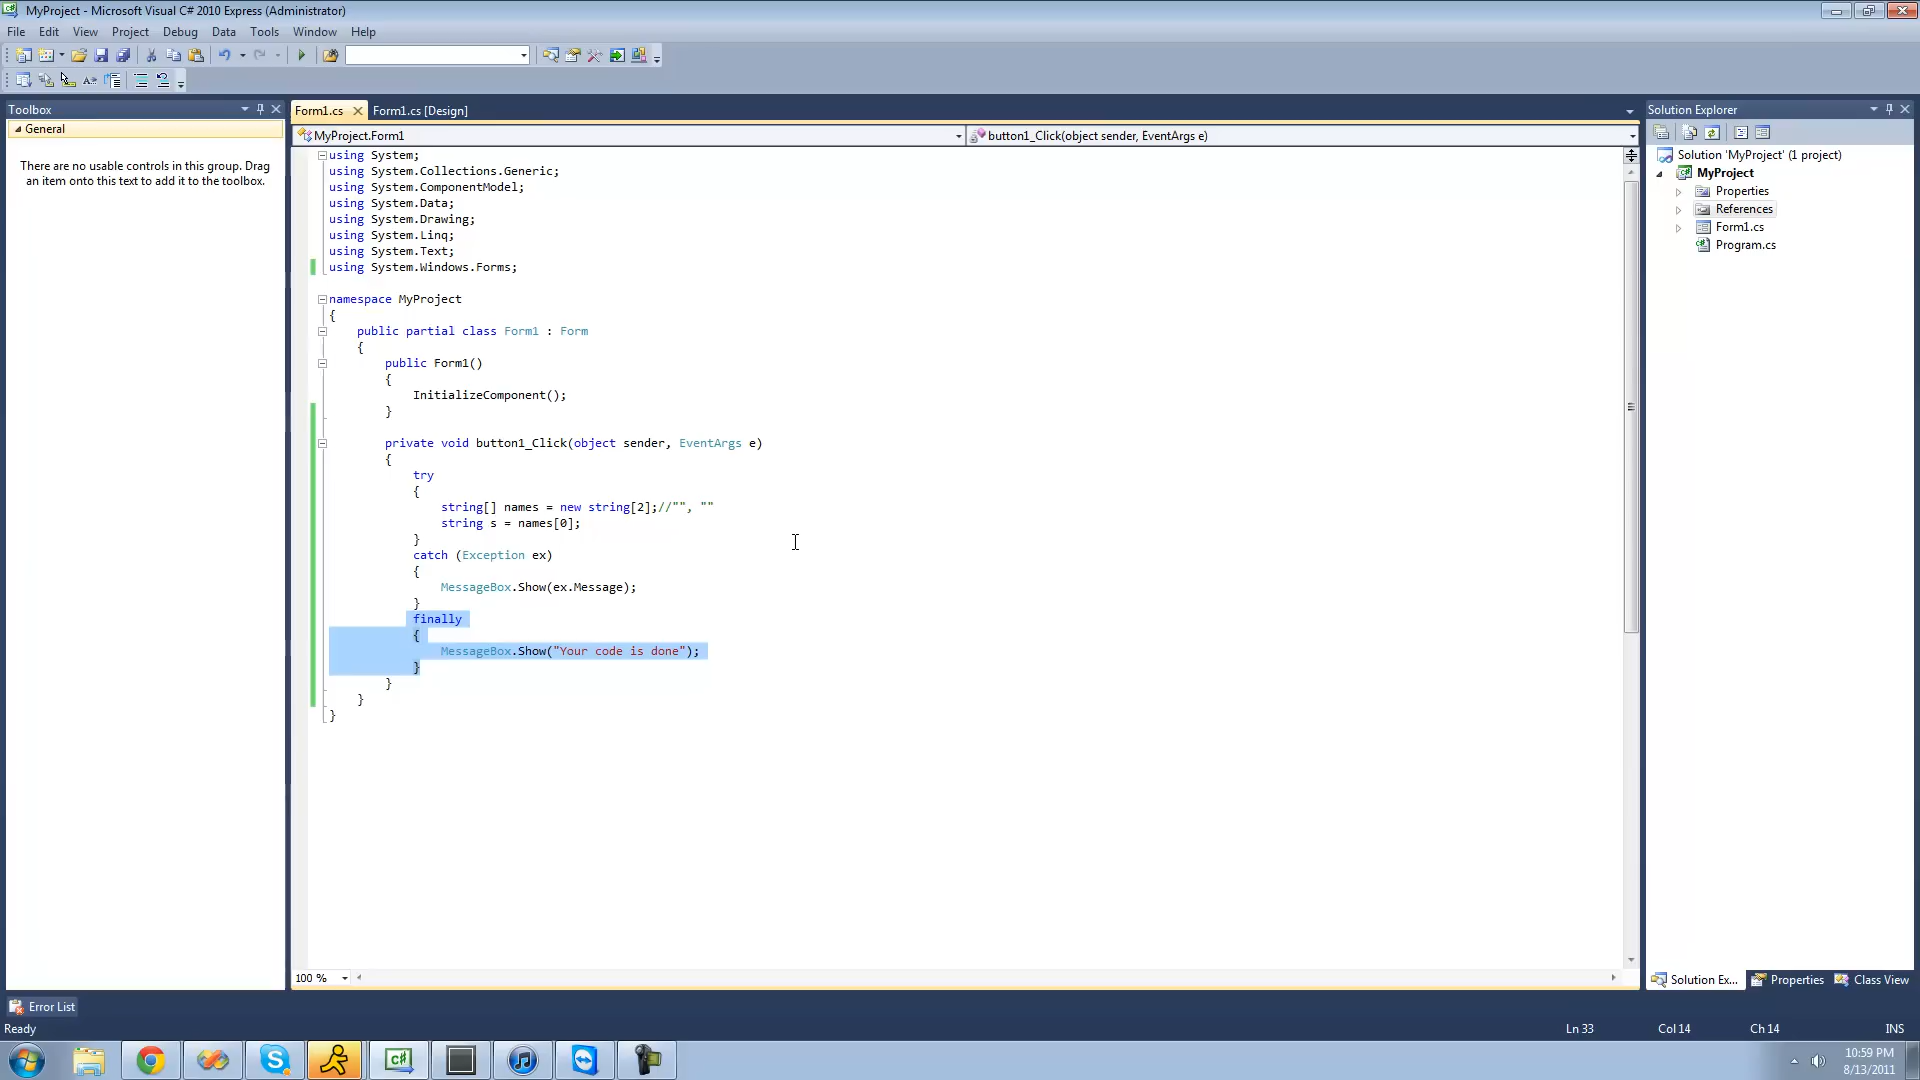 MyProject - Microsoft Visual C# 2010 Express (Administrator)
File Edit View Project Debug Data Tools Window Help
Toolbox
General
There are no usable controls in this group. Drag
an item onto this text to add it to the toolbox.
Form1.cs
Form1.cs [Design]
MyProject.Form1
button1_Click(object sender, EventArgs e)
using System;
using System.Collections.Generic;
using System.ComponentModel;
using System.Data;
using System.Drawing;
using System.Linq;
using System.Text;
using System.Windows.Forms;
namespace MyProject
{
public partial class Form1 : Form
{
public Form1()
{
InitializeComponent();
}
private void button1_Click(object sender, EventArgs e)
{
try
{
string[] names = new string[2];//"", ""
string s = names[0];
}
catch (Exception ex)
{
MessageBox.Show(ex.Message);
}
finally
{
MessageBox.Show("Your code is done");
}
}
}
}
100 %
Solution Explorer
Solution 'MyProject' (1 project)
MyProject
Properties
References
Form1.cs
Program.cs
Solution Ex...
Properties
Class View
Error List
Ready
Ln 33
Col 14
Ch 14
INS
C#
10:59 PM
8/13/2011